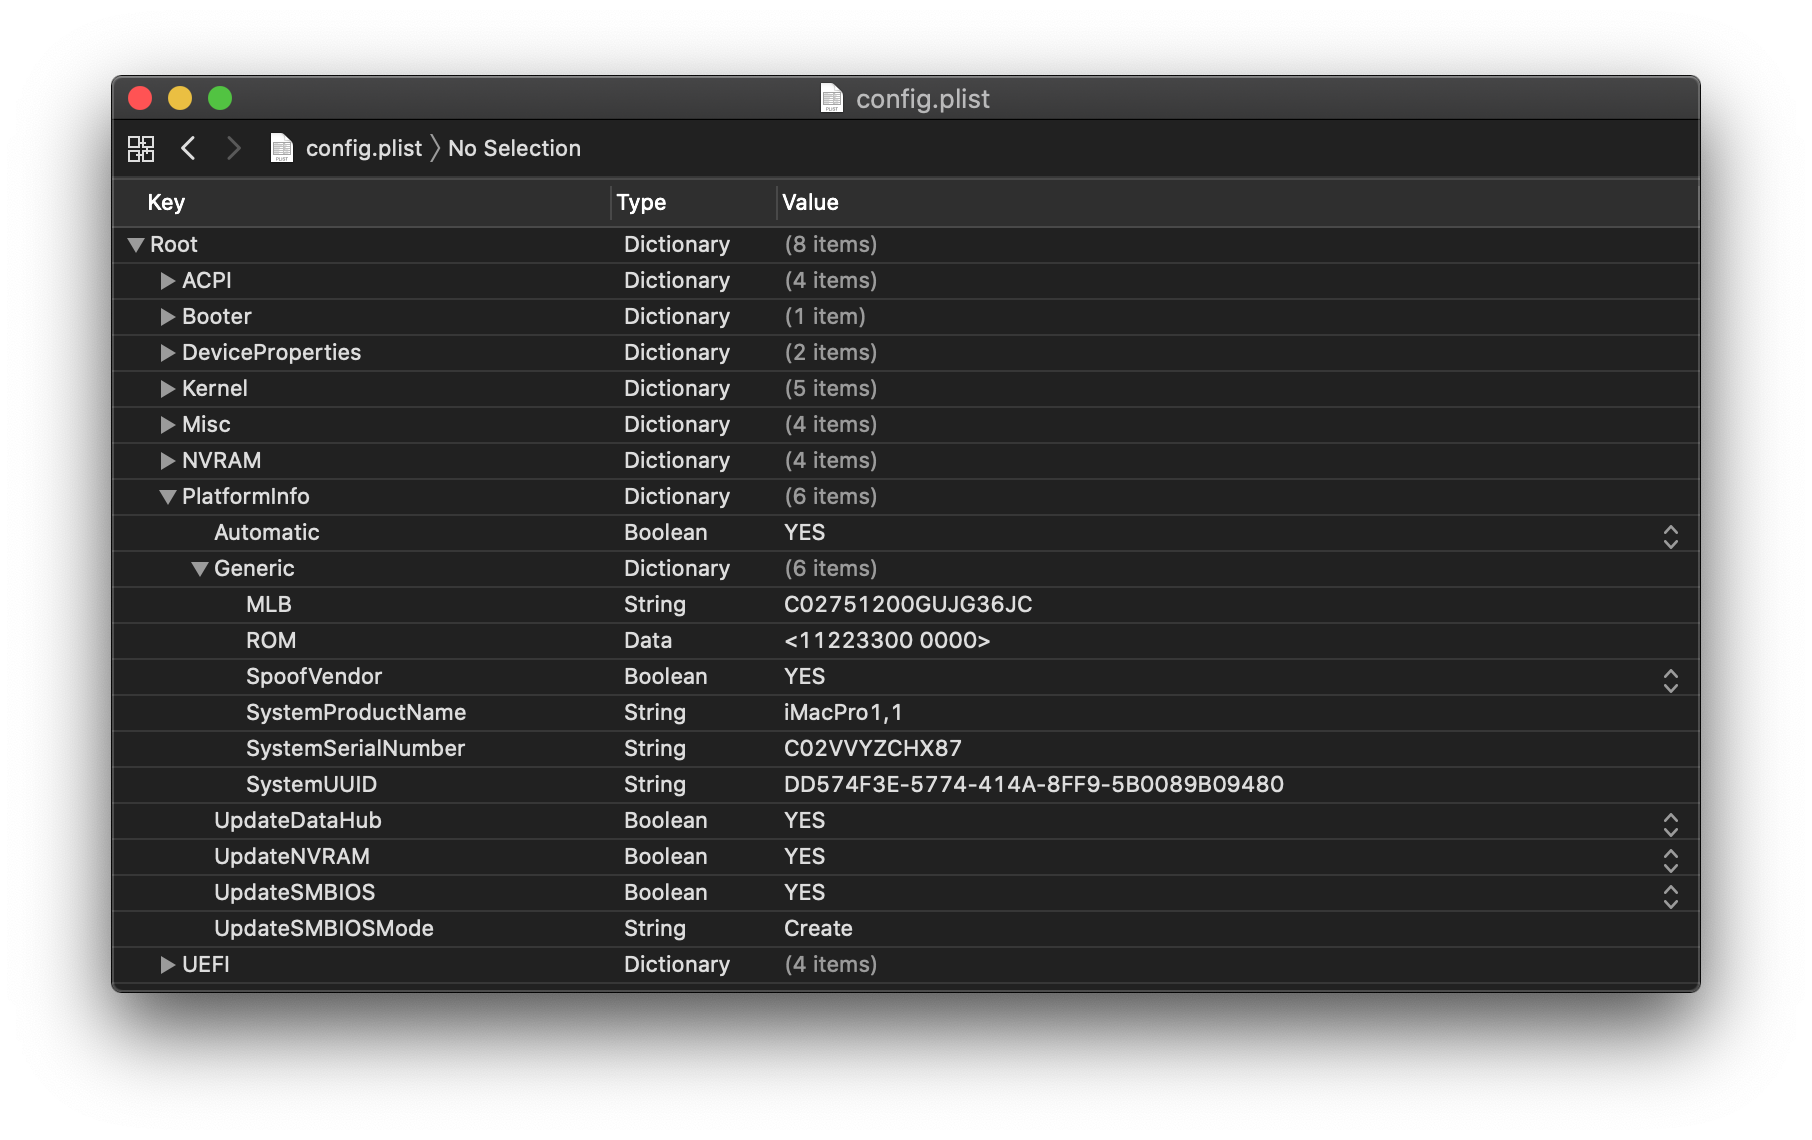 config.plist
config.plist 〉 No Selection
Key Type Value
Root Dictionary (8 items)
ACPI Dictionary (4 items)
Booter Dictionary (1 item)
DeviceProperties Dictionary (2 items)
Kernel Dictionary (5 items)
Misc Dictionary (4 items)
NVRAM Dictionary (4 items)
PlatformInfo Dictionary (6 items)
Automatic Boolean YES
Generic Dictionary (6 items)
MLB String C02751200GUJG36JC
ROM Data <11223300 0000>
SpoofVendor Boolean YES
SystemProductName String iMacPro1,1
SystemSerialNumber String C02VVYZCHX87
SystemUUID String DD574F3E-5774-414A-8FF9-5B0089B09480
UpdateDataHub Boolean YES
UpdateNVRAM Boolean YES
UpdateSMBIOS Boolean YES
UpdateSMBIOSMode String Create
UEFI Dictionary (4 items)